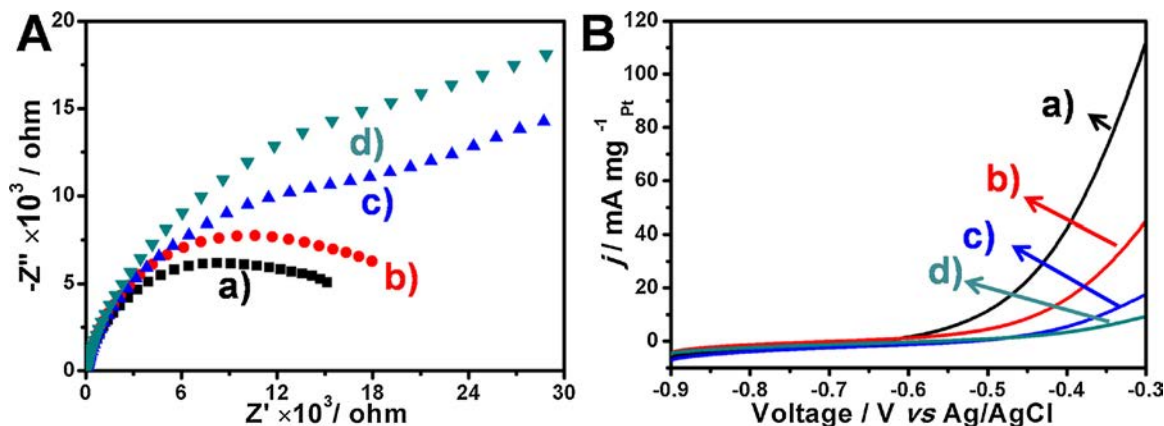 A
20
15
10
5
0
-Z'' ×10³ / ohm
d)
c)
b)
a)
0 6 12 18 24 30
Z' ×10³/ ohm
B
120
100
80
60
40
20
0
j / mA mg⁻¹Pt
a)
b)
c)
d)
-0.9 -0.8 -0.7 -0.6 -0.5 -0.4 -0.3
Voltage / V vs Ag/AgCl